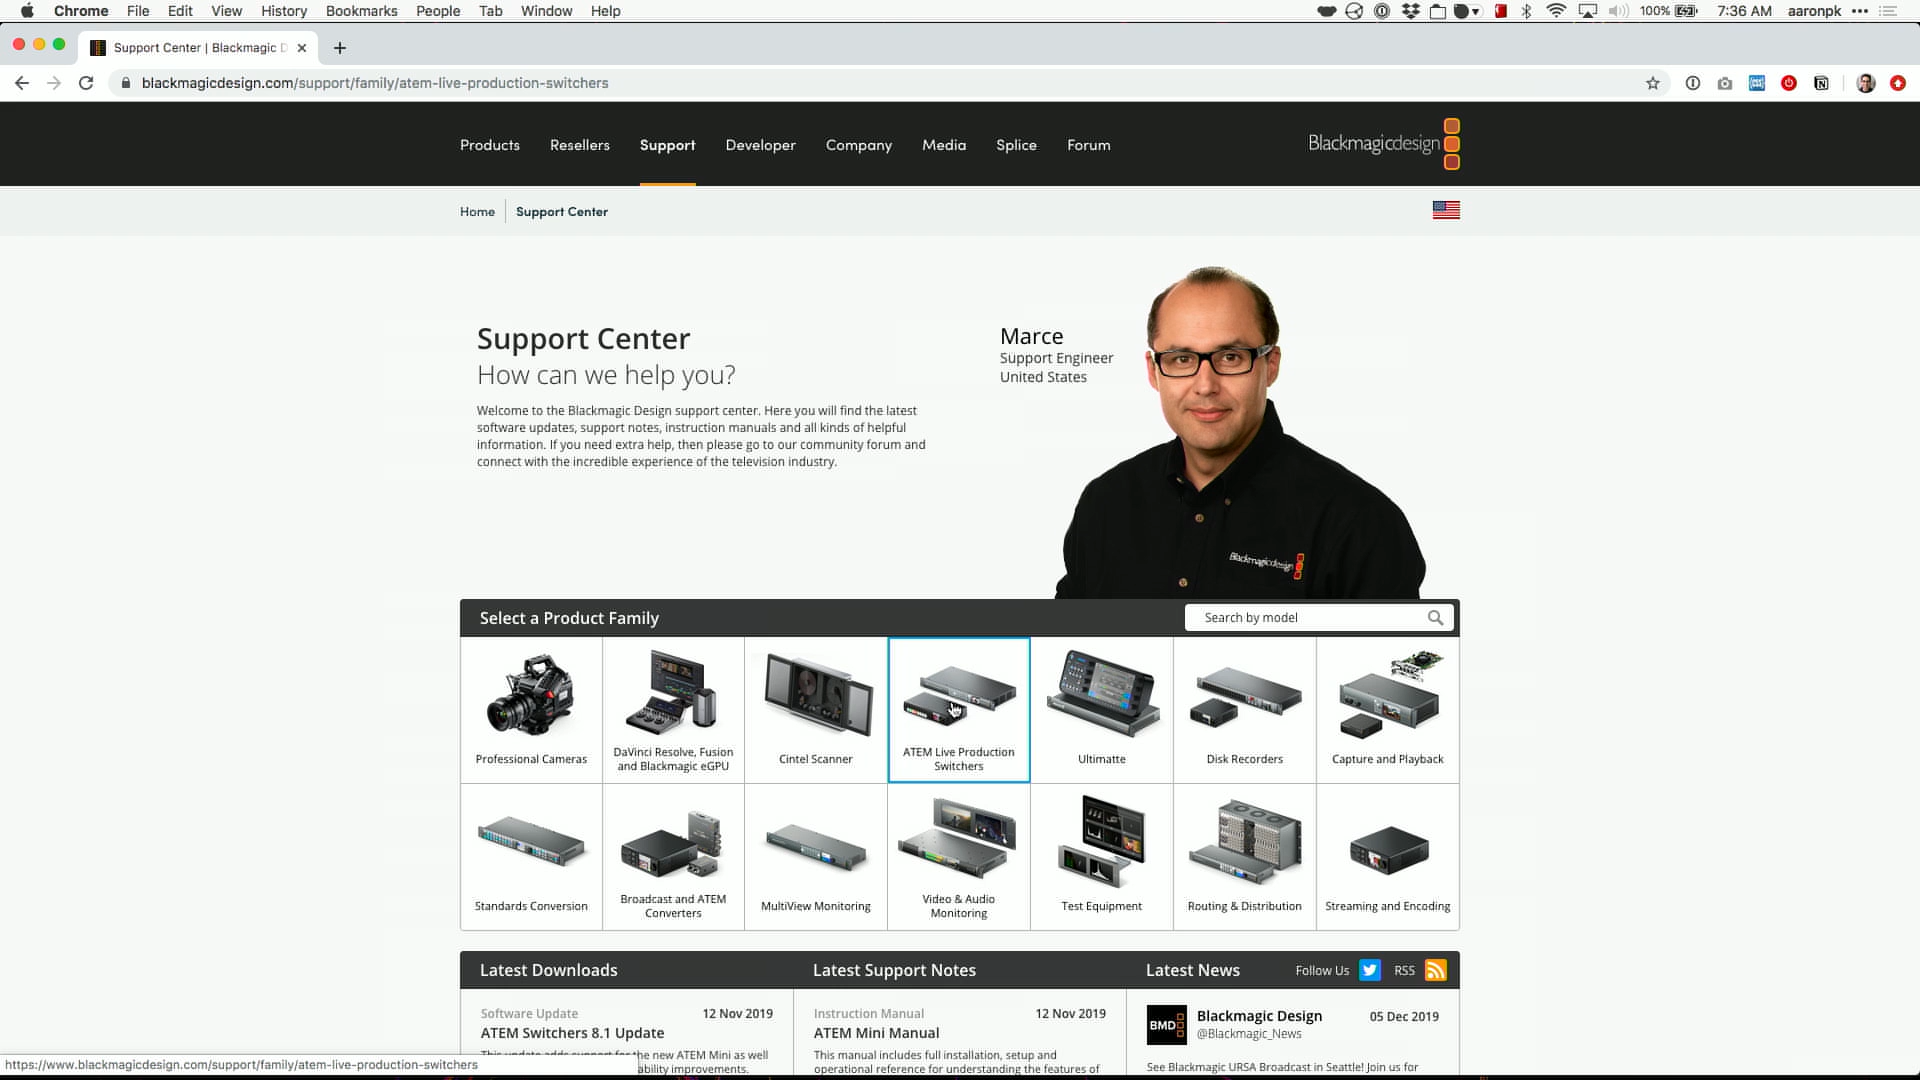 Chrome File Edit View History Bookmarks People Tab Window Help 100% 7:36 AM aaronpk
Support Center | Blackmagic D
blackmagicdesign.com/support/family/atem-live-production-switchers
Products Resellers Support Developer Company Media Splice Forum Blackmagicdesign
Home Support Center
Support Center
How can we help you?
Welcome to the Blackmagic Design support center. Here you will find the latest
software updates, support notes, instruction manuals and all kinds of helpful
information. If you need extra help, then please go to our community forum and
connect with the incredible experience of the television industry.
Marce
Support Engineer
United States
Blackmagicdesign
Select a Product Family Search by model
Professional Cameras
DaVinci Resolve, Fusion
and Blackmagic eGPU
Cintel Scanner
ATEM Live Production
Switchers
Ultimatte
Disk Recorders
Capture and Playback
Standards Conversion
Broadcast and ATEM
Converters
MultiView Monitoring
Video & Audio
Monitoring
Test Equipment
Routing & Distribution
Streaming and Encoding
Latest Downloads
Software Update 12 Nov 2019
ATEM Switchers 8.1 Update
This update adds support for the new ATEM Mini as well
ability improvements.
Latest Support Notes
Instruction Manual 12 Nov 2019
ATEM Mini Manual
This manual includes full installation, setup and
operational reference for understanding the features of
Latest News Follow Us RSS
BMD
Blackmagic Design 05 Dec 2019
@Blackmagic_News
See Blackmagic URSA Broadcast in Seattle! Join us for
https://www.blackmagicdesign.com/support/family/atem-live-production-switchers